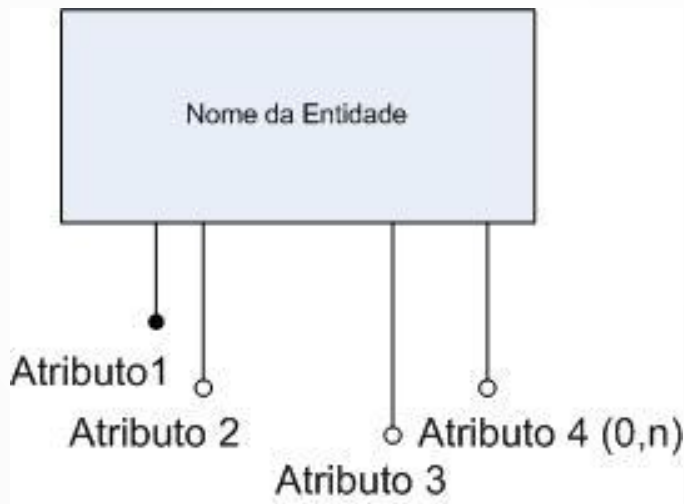 Nome da Entidade
Atributo1
Atributo 2
Atributo 4 (0,n)
Atributo 3